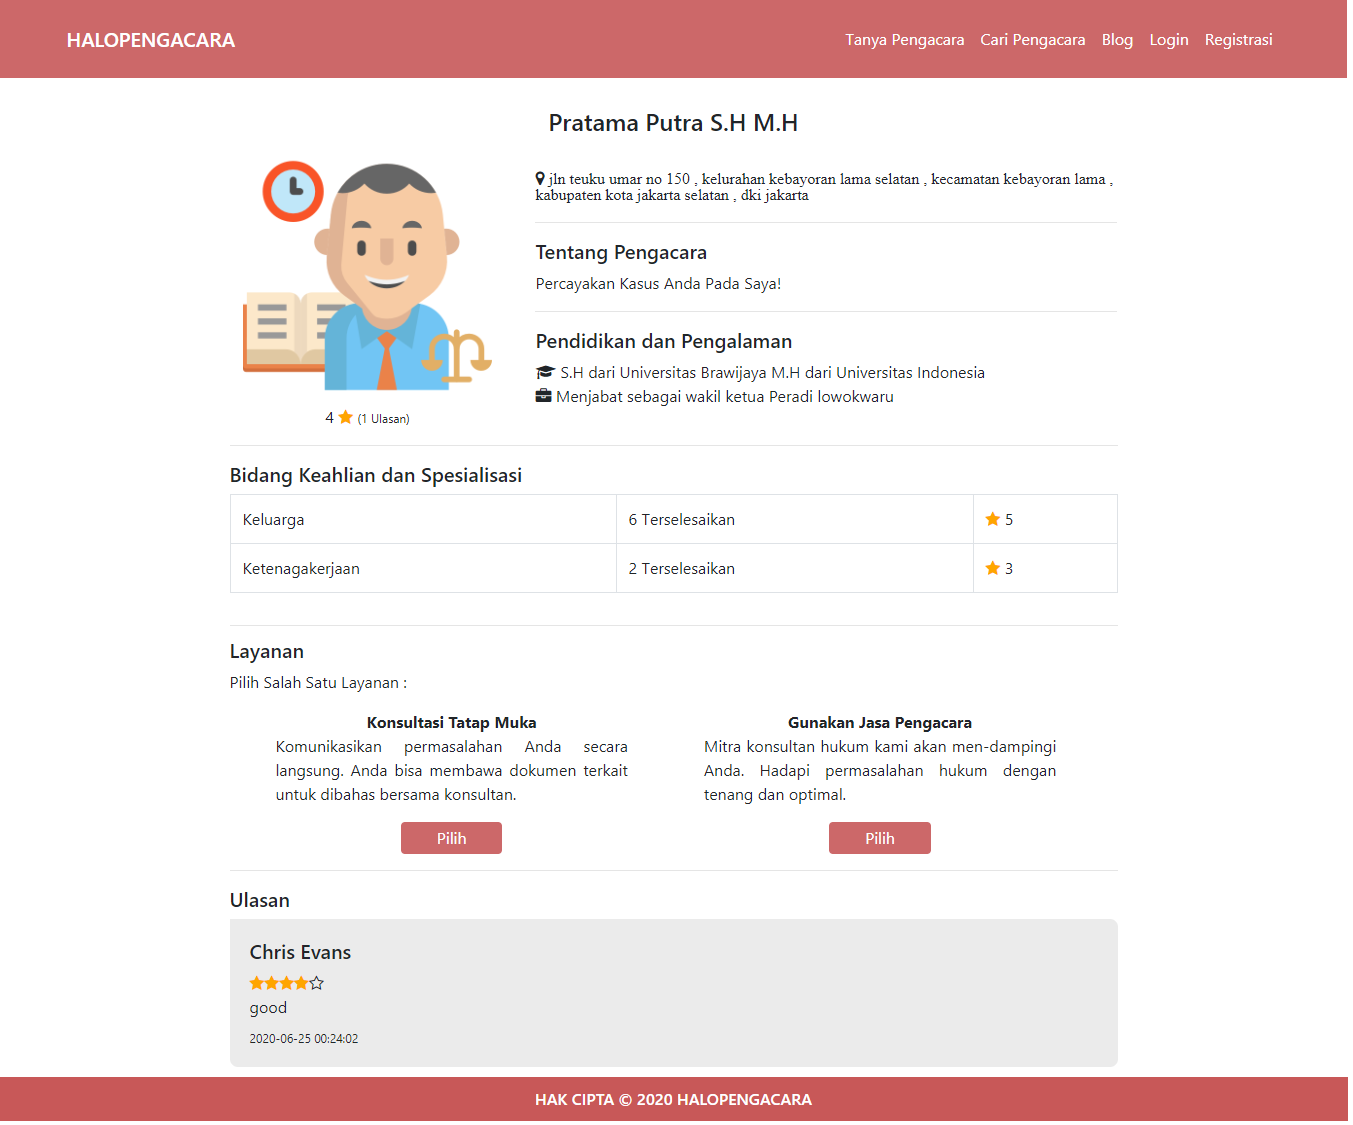 HALOPENGACARA
Tanya Pengacara Cari Pengacara Blog Login Registrasi
Pratama Putra S.H M.H
jln teuku umar no 150 , kelurahan kebayoran lama selatan , kecamatan kebayoran lama ,
kabupaten kota jakarta selatan , dki jakarta
Tentang Pengacara
Percayakan Kasus Anda Pada Saya!
Pendidikan dan Pengalaman
S.H dari Universitas Brawijaya M.H dari Universitas Indonesia
Menjabat sebagai wakil ketua Peradi lowokwaru
4 (1 Ulasan)
Bidang Keahlian dan Spesialisasi
Keluarga 6 Terselesaikan 5
Ketenagakerjaan 2 Terselesaikan 3
Layanan
Pilih Salah Satu Layanan :
Konsultasi Tatap Muka
Komunikasikan permasalahan Anda secara
langsung. Anda bisa membawa dokumen terkait
untuk dibahas bersama konsultan.
Pilih
Gunakan Jasa Pengacara
Mitra konsultan hukum kami akan men-dampingi
Anda. Hadapi permasalahan hukum dengan
tenang dan optimal.
Pilih
Ulasan
Chris Evans
good
2020-06-25 00:24:02
HAK CIPTA © 2020 HALOPENGACARA